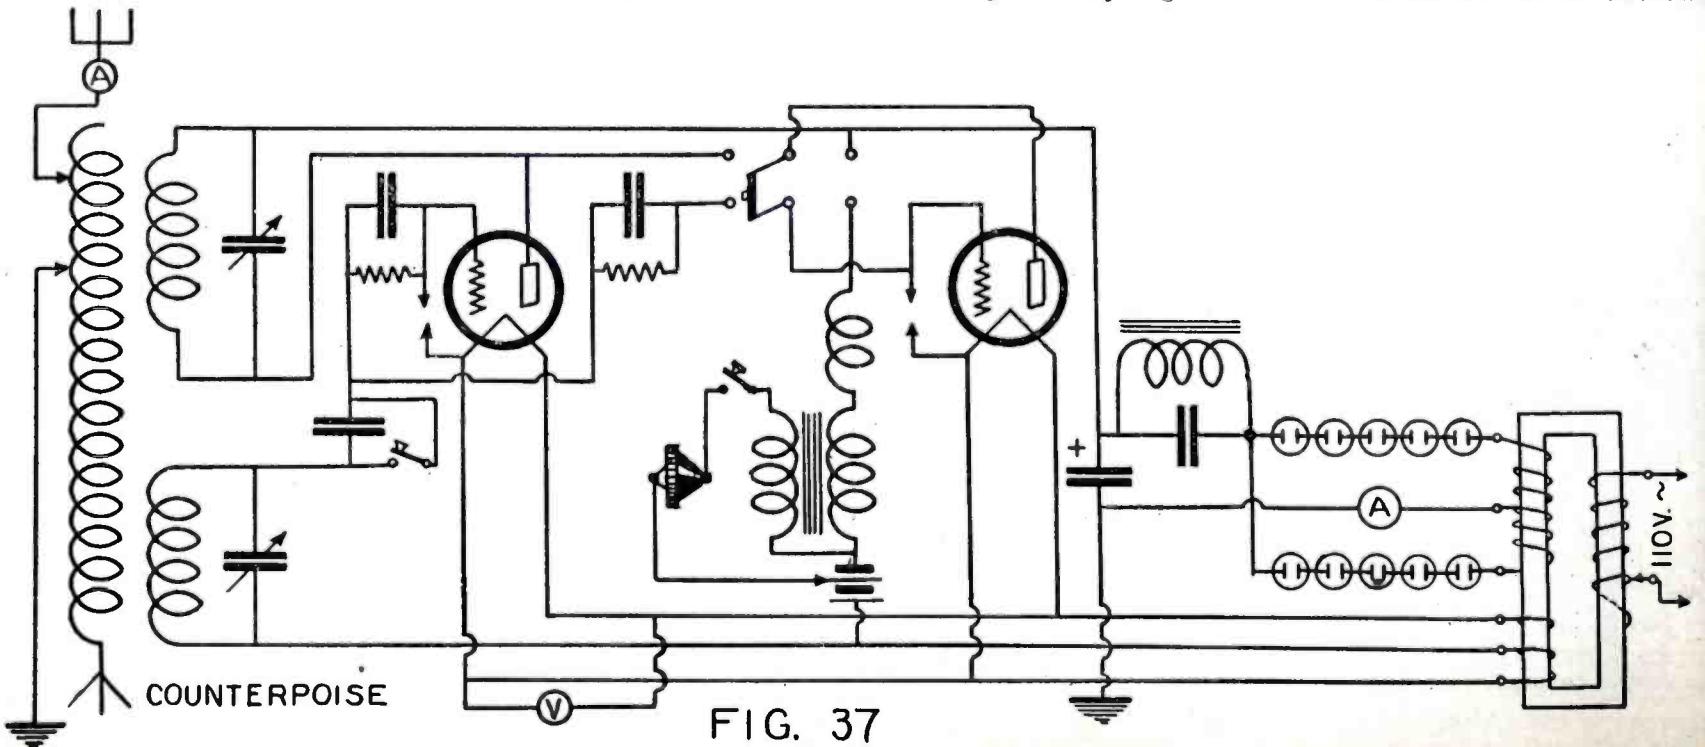 A
+
A
110V. ~
COUNTERPOISE
V
FIG. 37